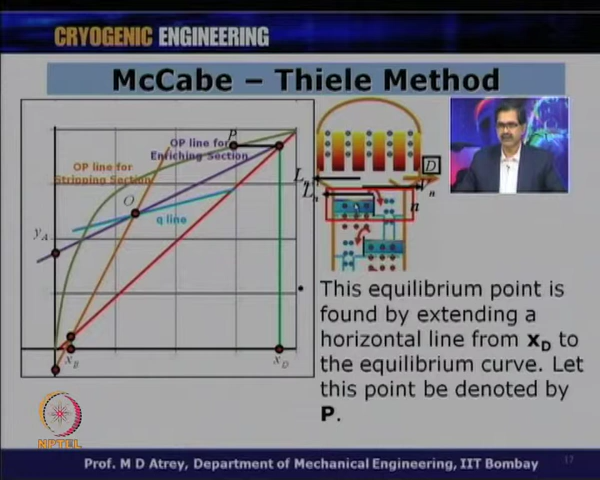 CRYOGENIC ENGINEERING
McCabe – Thiele Method
P
OP line for
Enriching Section
OP line for
Stripping Section
O
q line
y_A
x_B
x_D
D
L_n
n
This equilibrium point is
found by extending a
horizontal line from x_D to
the equilibrium curve. Let
this point be denoted by
P.
NPTEL
Prof. M D Atrey, Department of Mechanical Engineering, IIT Bombay
17